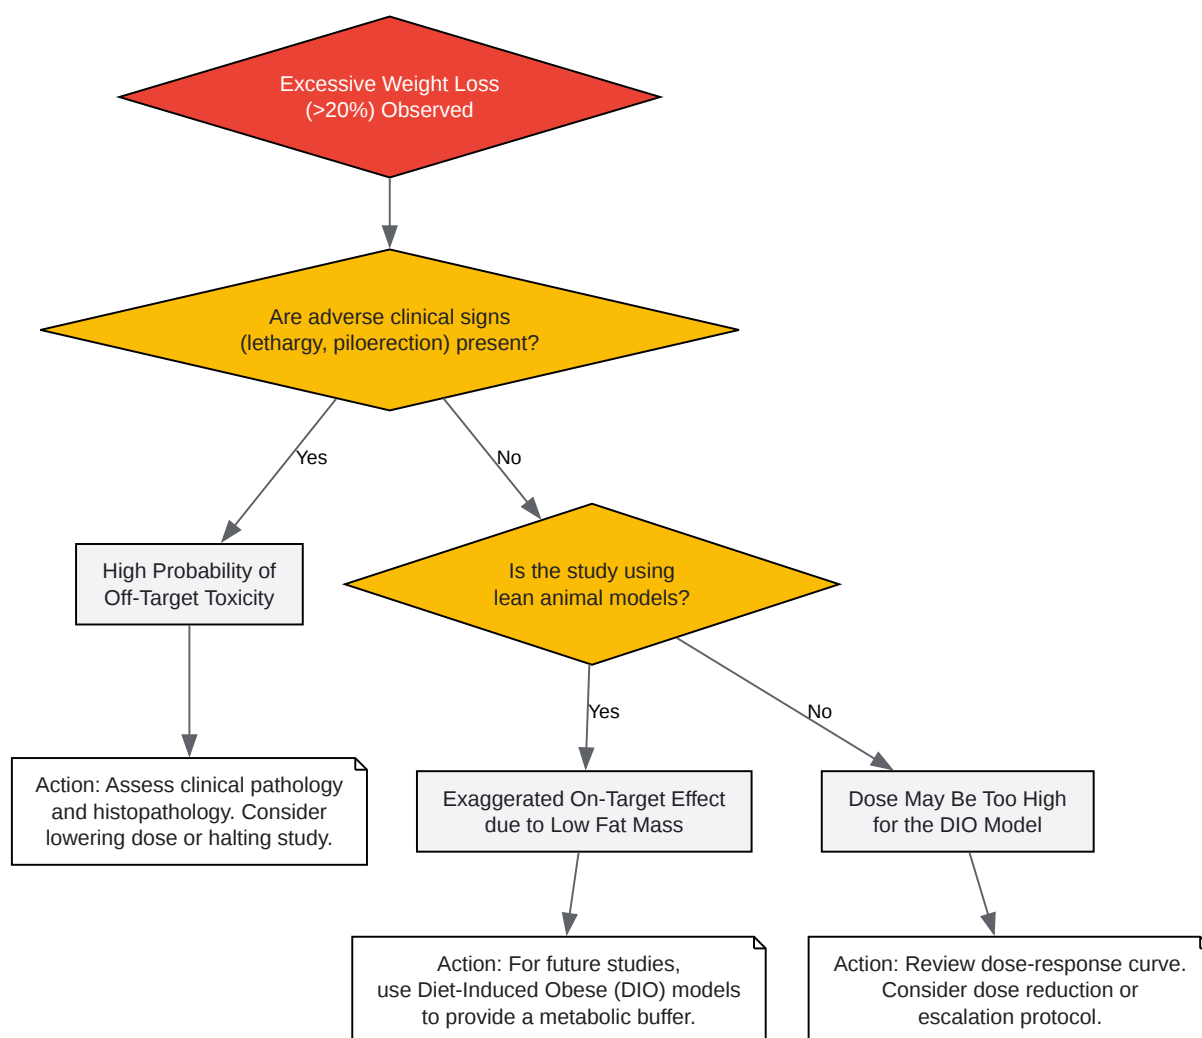 Excessive Weight Loss
(>20%) Observed
Are adverse clinical signs
(lethargy, piloerection) present?
Yes
No
High Probability of
Off-Target Toxicity
Is the study using
lean animal models?
Yes
No
Action: Assess clinical pathology
and histopathology. Consider
lowering dose or halting study.
Exaggerated On-Target Effect
due to Low Fat Mass
Dose May Be Too High
for the DIO Model
Action: For future studies,
use Diet-Induced Obese (DIO) models
to provide a metabolic buffer.
Action: Review dose-response curve.
Consider dose reduction or
escalation protocol.